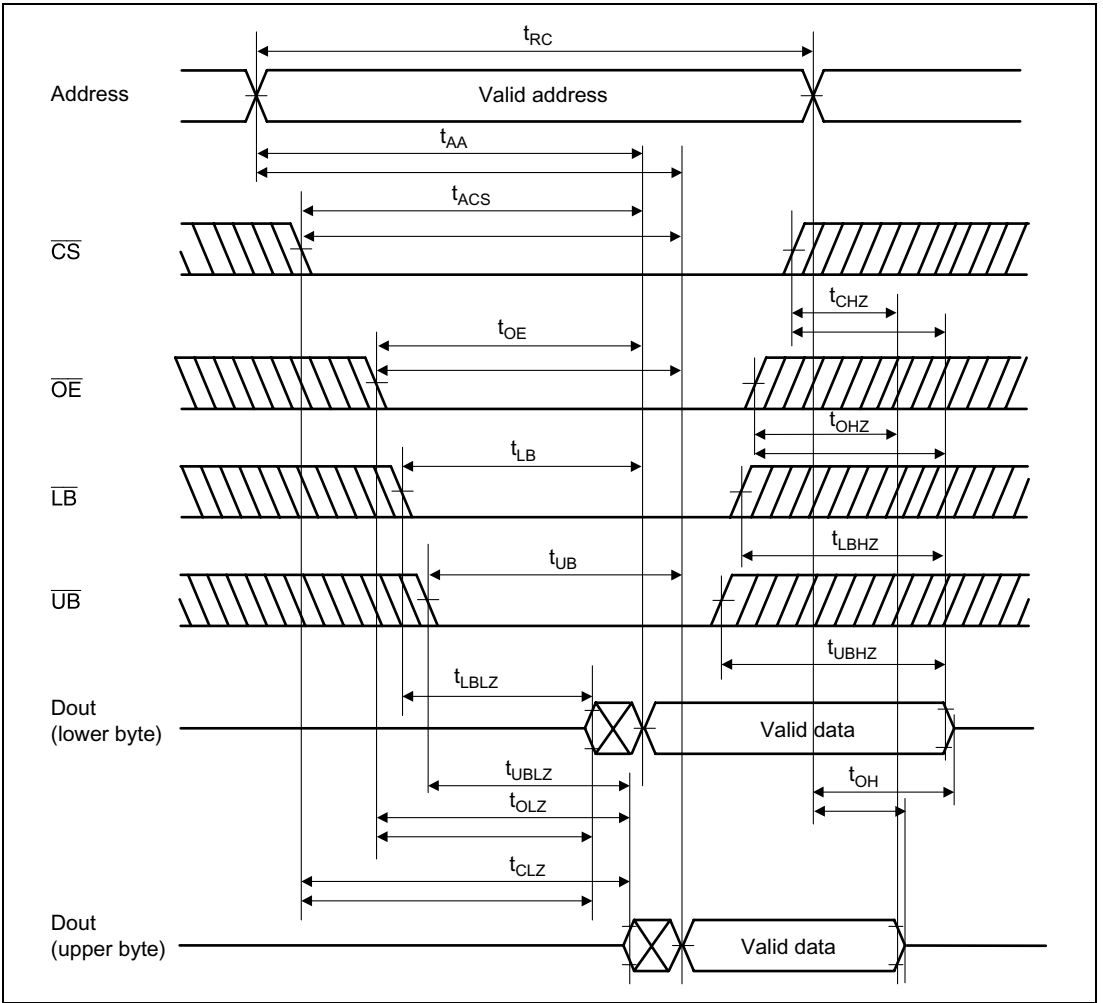 tRC
Address
Valid address
tAA
tACS
CS
tCHZ
tOE
OE
tOHZ
tLB
LB
tLBHZ
tUB
UB
tUBHZ
tLBLZ
Dout
(lower byte)
Valid data
tUBLZ
tOH
tOLZ
tCLZ
Dout
(upper byte)
Valid data